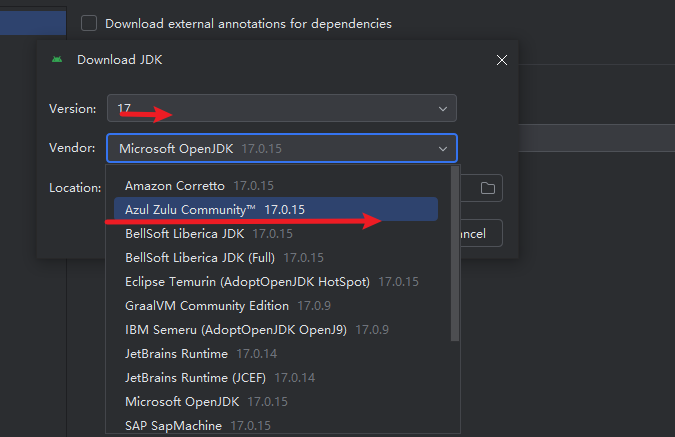 Download external annotations for dependencies
Download JDK
Version: 17
Vendor: Microsoft OpenJDK 17.0.15
Location:
Amazon Corretto 17.0.15
Azul Zulu Community™ 17.0.15
BellSoft Liberica JDK 17.0.15
BellSoft Liberica JDK (Full) 17.0.15
Eclipse Temurin (AdoptOpenJDK HotSpot) 17.0.15
GraalVM Community Edition 17.0.9
IBM Semeru (AdoptOpenJDK OpenJ9) 17.0.9
JetBrains Runtime 17.0.14
JetBrains Runtime (JCEF) 17.0.14
Microsoft OpenJDK 17.0.15
SAP SapMachine 17.0.15